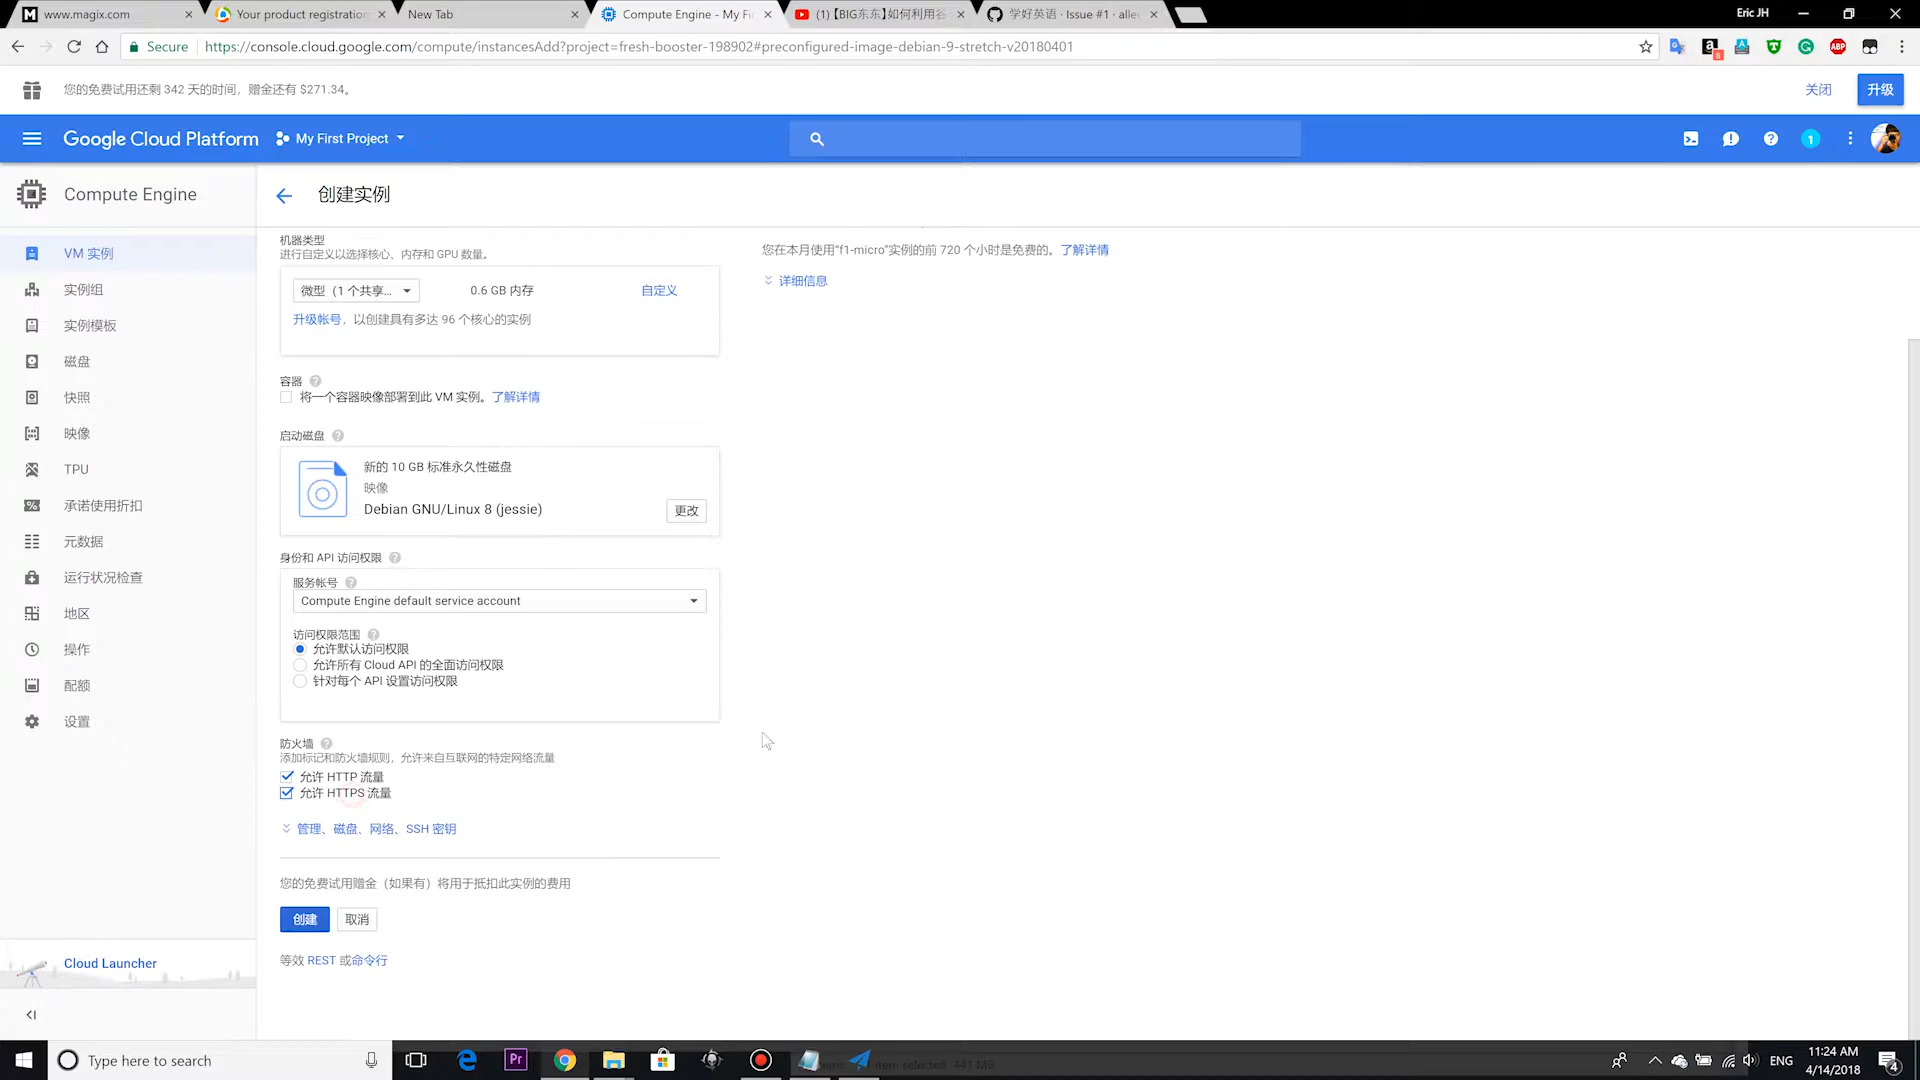 www.magix.com
Your product registration
New Tab
Compute Engine - My Fi
(1)【BIG东东】如何利用谷
学好英语 · Issue #1 · alle
Eric JH
Secure
https://console.cloud.google.com/compute/instancesAdd?project=fresh-booster-198902#preconfigured-image-debian-9-stretch-v20180401
您的免费试用还剩 342 天的时间，赠金还有 $271.34。
关闭
升级
Google Cloud Platform
My First Project
1
Compute Engine
创建实例
VM 实例
实例组
实例模板
磁盘
快照
映像
TPU
承诺使用折扣
元数据
运行状况检查
地区
操作
配额
设置
Cloud Launcher
机器类型
进行自定义以选择核心、内存和 GPU 数量。
微型（1 个共享...
0.6 GB 内存
自定义
升级帐号，以创建具有多达 96 个核心的实例
容器
将一个容器映像部署到此 VM 实例。了解详情
启动磁盘
新的 10 GB 标准永久性磁盘
映像
Debian GNU/Linux 8 (jessie)
更改
身份和 API 访问权限
服务帐号
Compute Engine default service account
访问权限范围
允许默认访问权限
允许所有 Cloud API 的全面访问权限
针对每个 API 设置访问权限
防火墙
添加标记和防火墙规则，允许来自互联网的特定网络流量
允许 HTTP 流量
允许 HTTPS 流量
管理、磁盘、网络、SSH 密钥
您的免费试用赠金（如果有）将用于抵扣此实例的费用
创建
取消
等效 REST 或命令行
您在本月使用“f1-micro”实例的前 720 个小时是免费的。了解详情
详细信息
Type here to search
item selected 441 MB
ENG
11:24 AM
4/14/2018
4